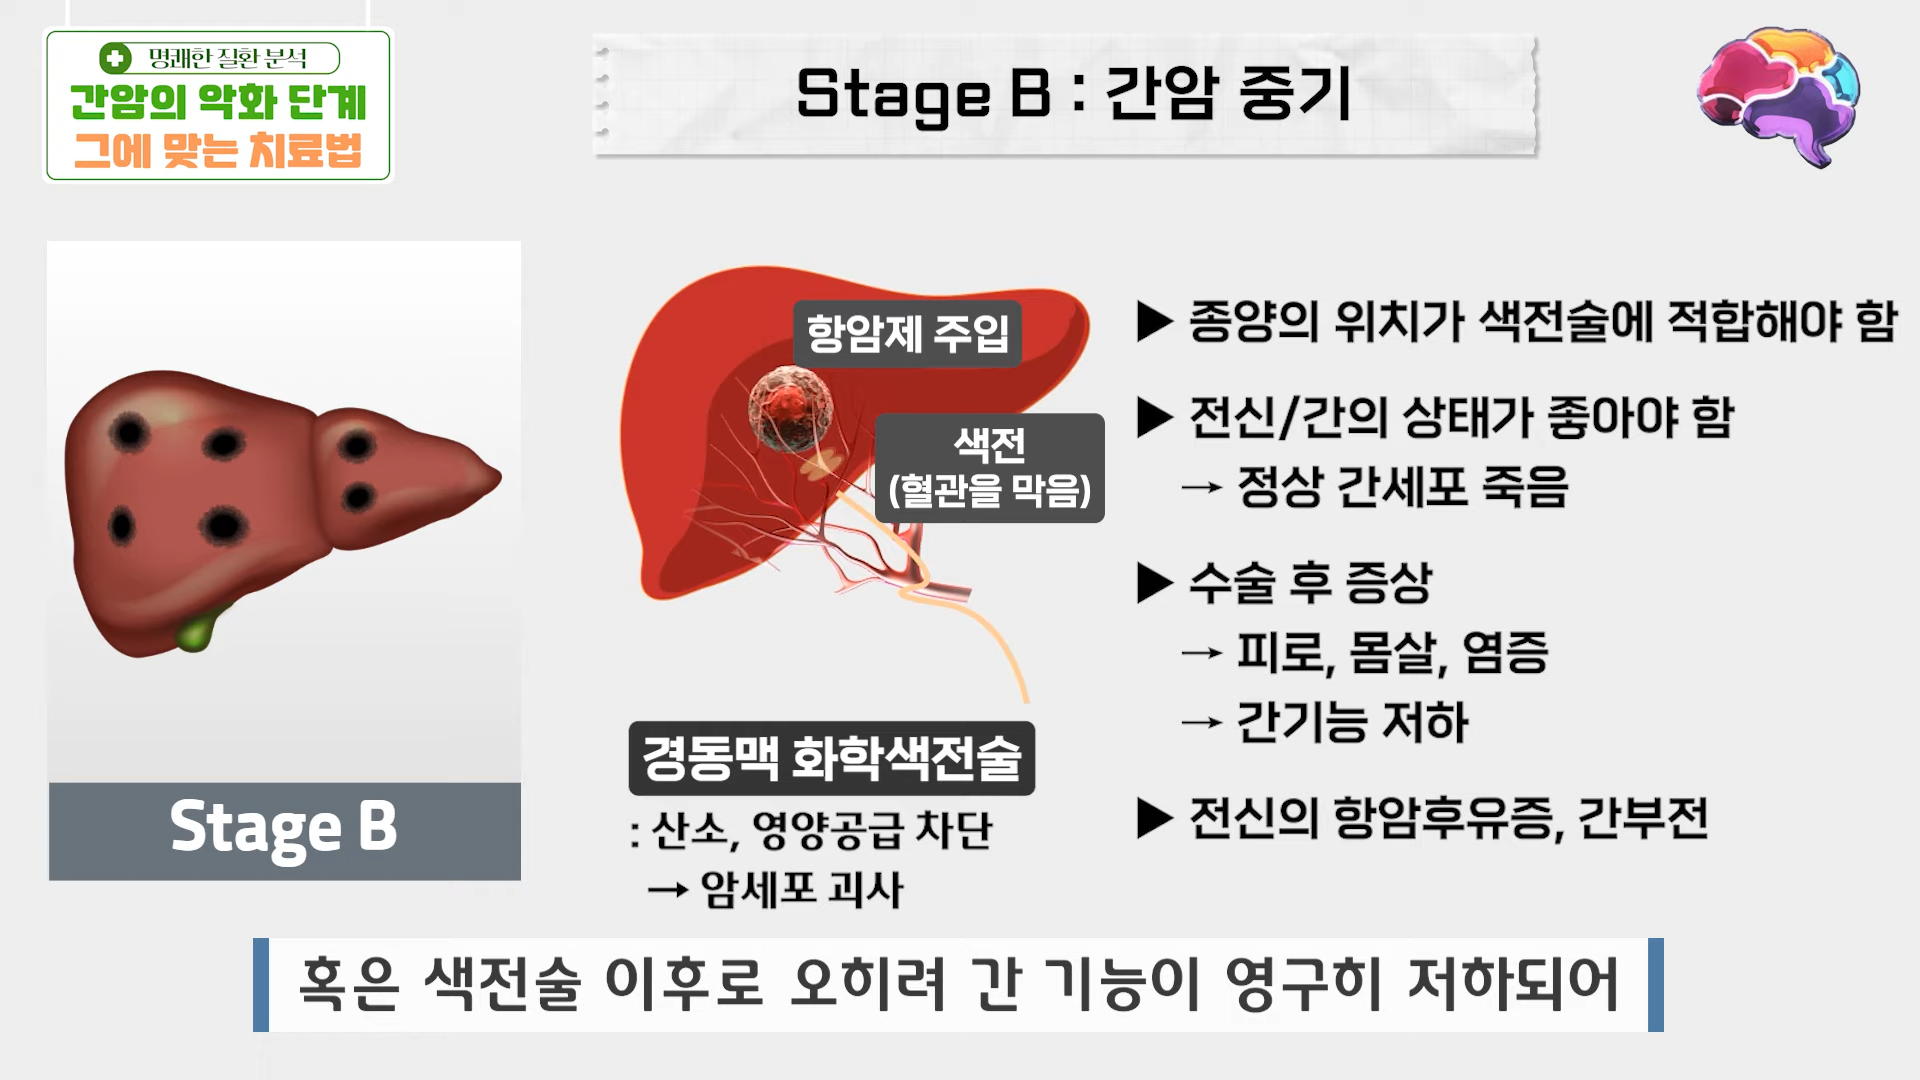 명쾌한 질환 분석
간암의 악화 단계
그에 맞는 치료법
Stage B : 간암 중기
Stage B
항암제 주입
색전
(혈관을 막음)
경동맥 화학색전술
: 산소, 영양공급 차단
→ 암세포 괴사
▶ 종양의 위치가 색전술에 적합해야 함
▶ 전신/간의 상태가 좋아야 함
→ 정상 간세포 죽음
▶ 수술 후 증상
→ 피로, 몸살, 염증
→ 간기능 저하
▶ 전신의 항암후유증, 간부전
혹은 색전술 이후로 오히려 간 기능이 영구히 저하되어